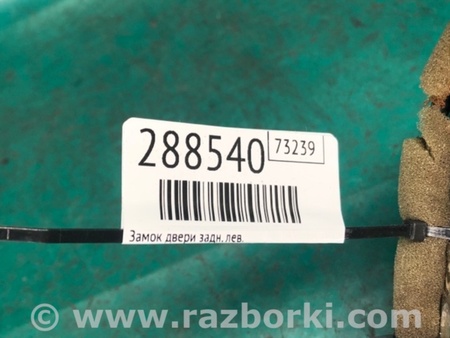 288540 73239
Замок двери задн. лев.
© www.razborki.com